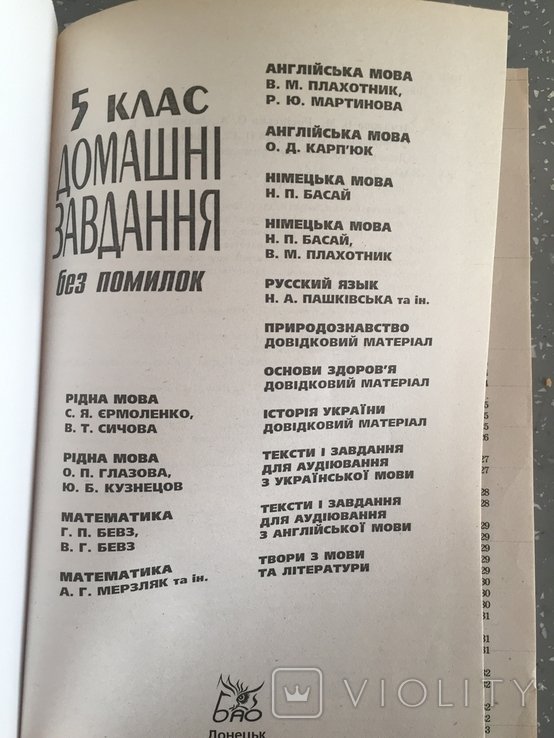 5 КЛАС
ДОМАШНІ
ЗАВДАННЯ
без помилок
РІДНА МОВА
С. Я. ЄРМОЛЕНКО,
В. Т. СИЧОВА
РІДНА МОВА
О. П. ГЛАЗОВА,
Ю. Б. КУЗНЕЦОВ
МАТЕМАТИКА
Г. П. БЕВЗ,
В. Г. БЕВЗ
МАТЕМАТИКА
А. Г. МЕРЗЛЯК та ін.
АНГЛІЙСЬКА МОВА
В. М. ПЛАХОТНИК,
Р. Ю. МАРТИНОВА
АНГЛІЙСЬКА МОВА
О. Д. КАРП'ЮК
НІМЕЦЬКА МОВА
Н. П. БАСАЙ
НІМЕЦЬКА МОВА
Н. П. БАСАЙ,
В. М. ПЛАХОТНИК
РУССКИЙ ЯЗЫК
Н. А. ПАШКІВСЬКА та ін.
ПРИРОДОЗНАВСТВО
ДОВІДКОВИЙ МАТЕРІАЛ
ОСНОВИ ЗДОРОВ'Я
ДОВІДКОВИЙ МАТЕРІАЛ
ІСТОРІЯ УКРАЇНИ
ДОВІДКОВИЙ МАТЕРІАЛ
ТЕКСТИ І ЗАВДАННЯ
ДЛЯ АУДІЮВАННЯ
З УКРАЇНСЬКОЇ МОВИ
ТЕКСТИ І ЗАВДАННЯ
ДЛЯ АУДІЮВАННЯ
З АНГЛІЙСЬКОЇ МОВИ
ТВОРИ З МОВИ
ТА ЛІТЕРАТУРИ
БАО
Донецьк
VIOLITY